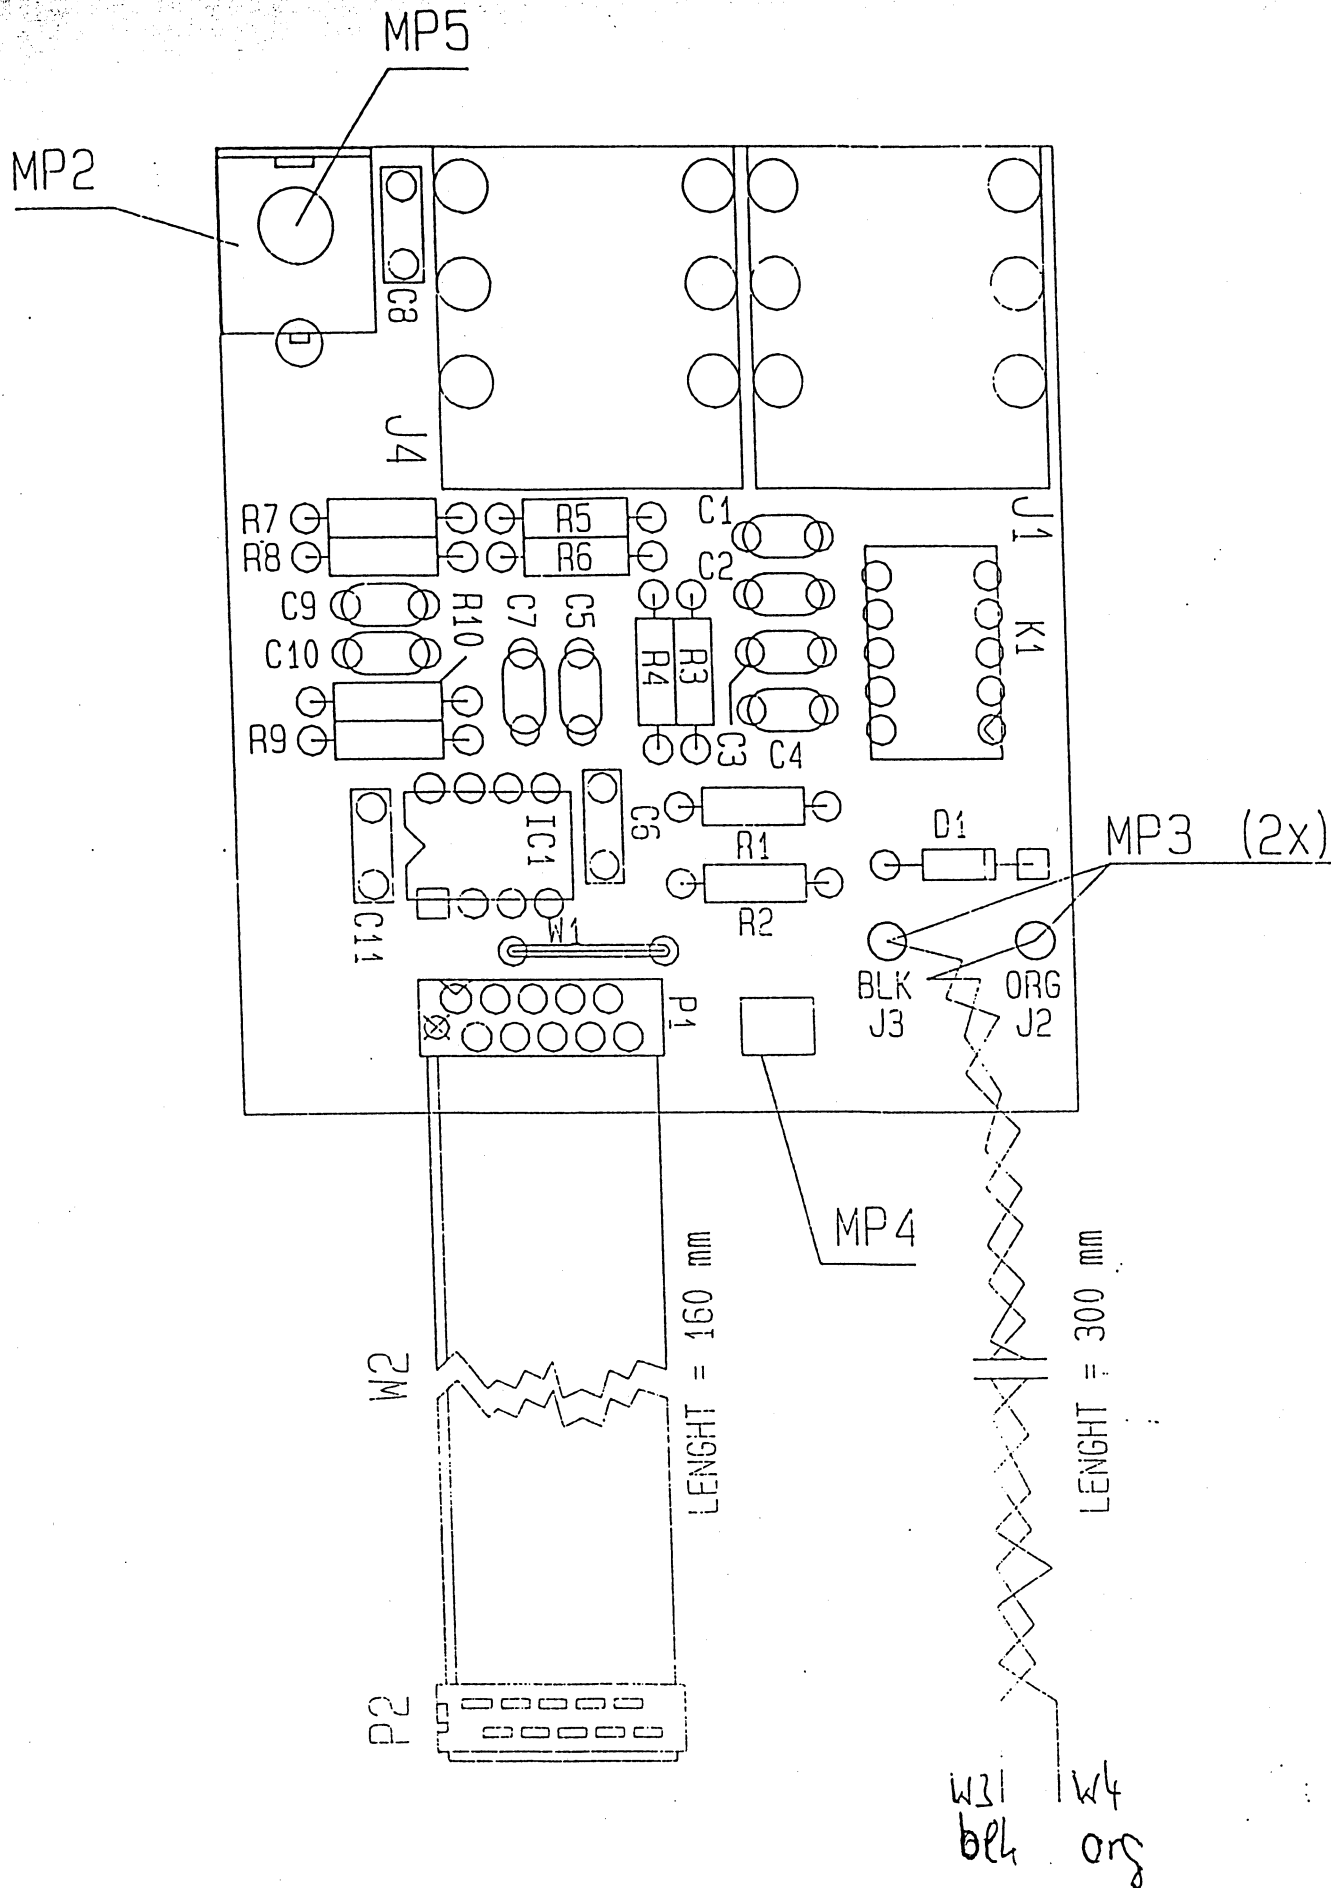 MP5
MP2
C8
J4
J1
R7
R5
C1
R8
R6
C2
C9
R10
C7
C5
K1
C10
R4
R3
R9
C3
C4
IC1
C6
R1
D1
MP3 (2x)
C11
W1
R2
BLK
J3
ORG
J2
P1
MP4
W2
LENGHT = 160 mm
LENGHT = 300 mm
P2
W3
W4
blk
org